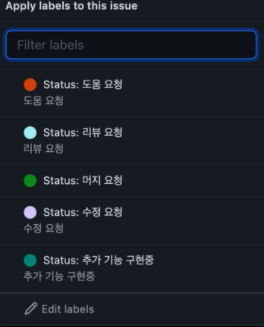 Apply labels to this issue
Filter labels
Status: 도움 요청
도움 요청
Status: 리뷰 요청
리뷰 요청
Status: 머지 요청
Status: 수정 요청
수정 요청
Status: 추가 기능 구현중
추가 기능 구현중
Edit labels